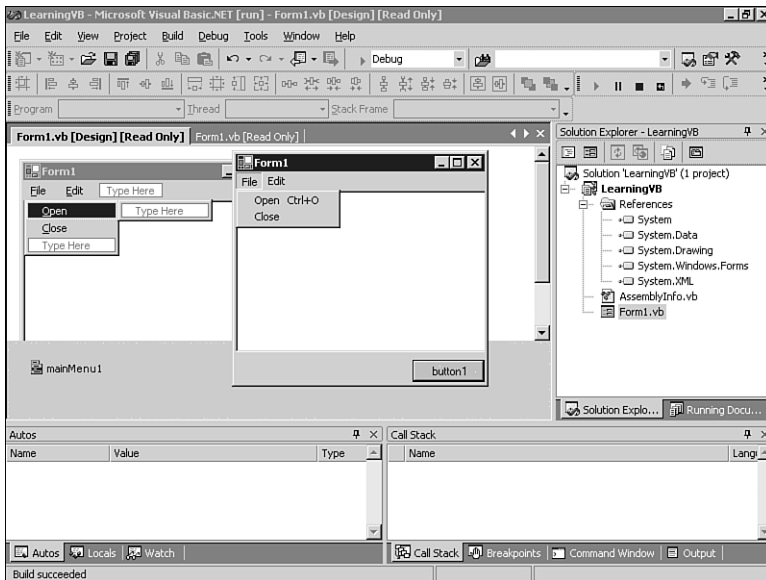 LearningVB - Microsoft Visual Basic.NET [run] - Form1.vb [Design] [Read Only]
File Edit View Project Build Debug Tools Window Help
Debug
Program Thread Stack Frame
Form1.vb [Design] [Read Only] Form1.vb [Read Only]
Form1
File Edit Type Here
Open Type Here
Close
Type Here
Form1
File Edit
Open Ctrl+O
Close
button1
mainMenu1
Solution Explorer - LearningVB
Solution 'LearningVB' (1 project)
LearningVB
References
System
System.Data
System.Drawing
System.Windows.Forms
System.XML
AssemblyInfo.vb
Form1.vb
Solution Explo... Running Docu...
Autos
Name Value Type
Autos Locals Watch
Call Stack
Name Langu
Call Stack Breakpoints Command Window Output
Build succeeded